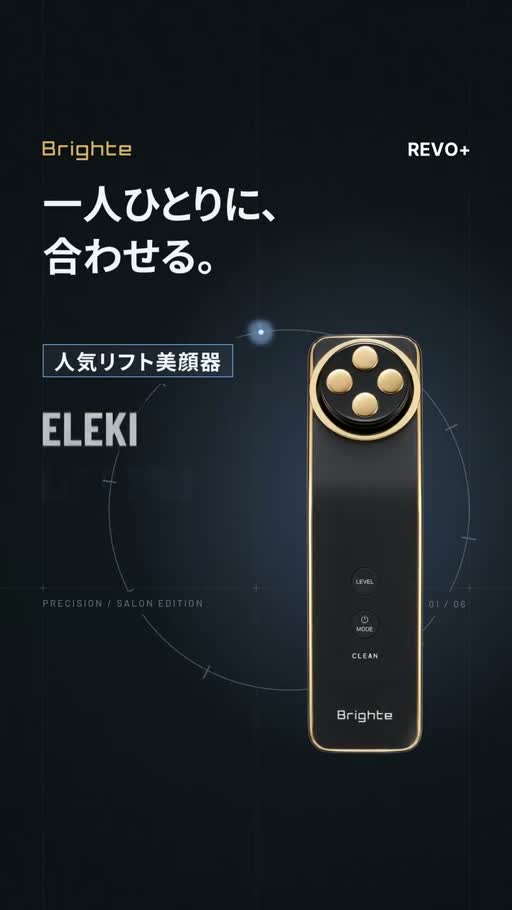 Brighte
REVO+
一人ひとりに、
合わせる。
人気リフト美顔器
ELEKI
PRECISION / SALON EDITION
01 / 06
LEVEL
MODE
CLEAN
Brighte